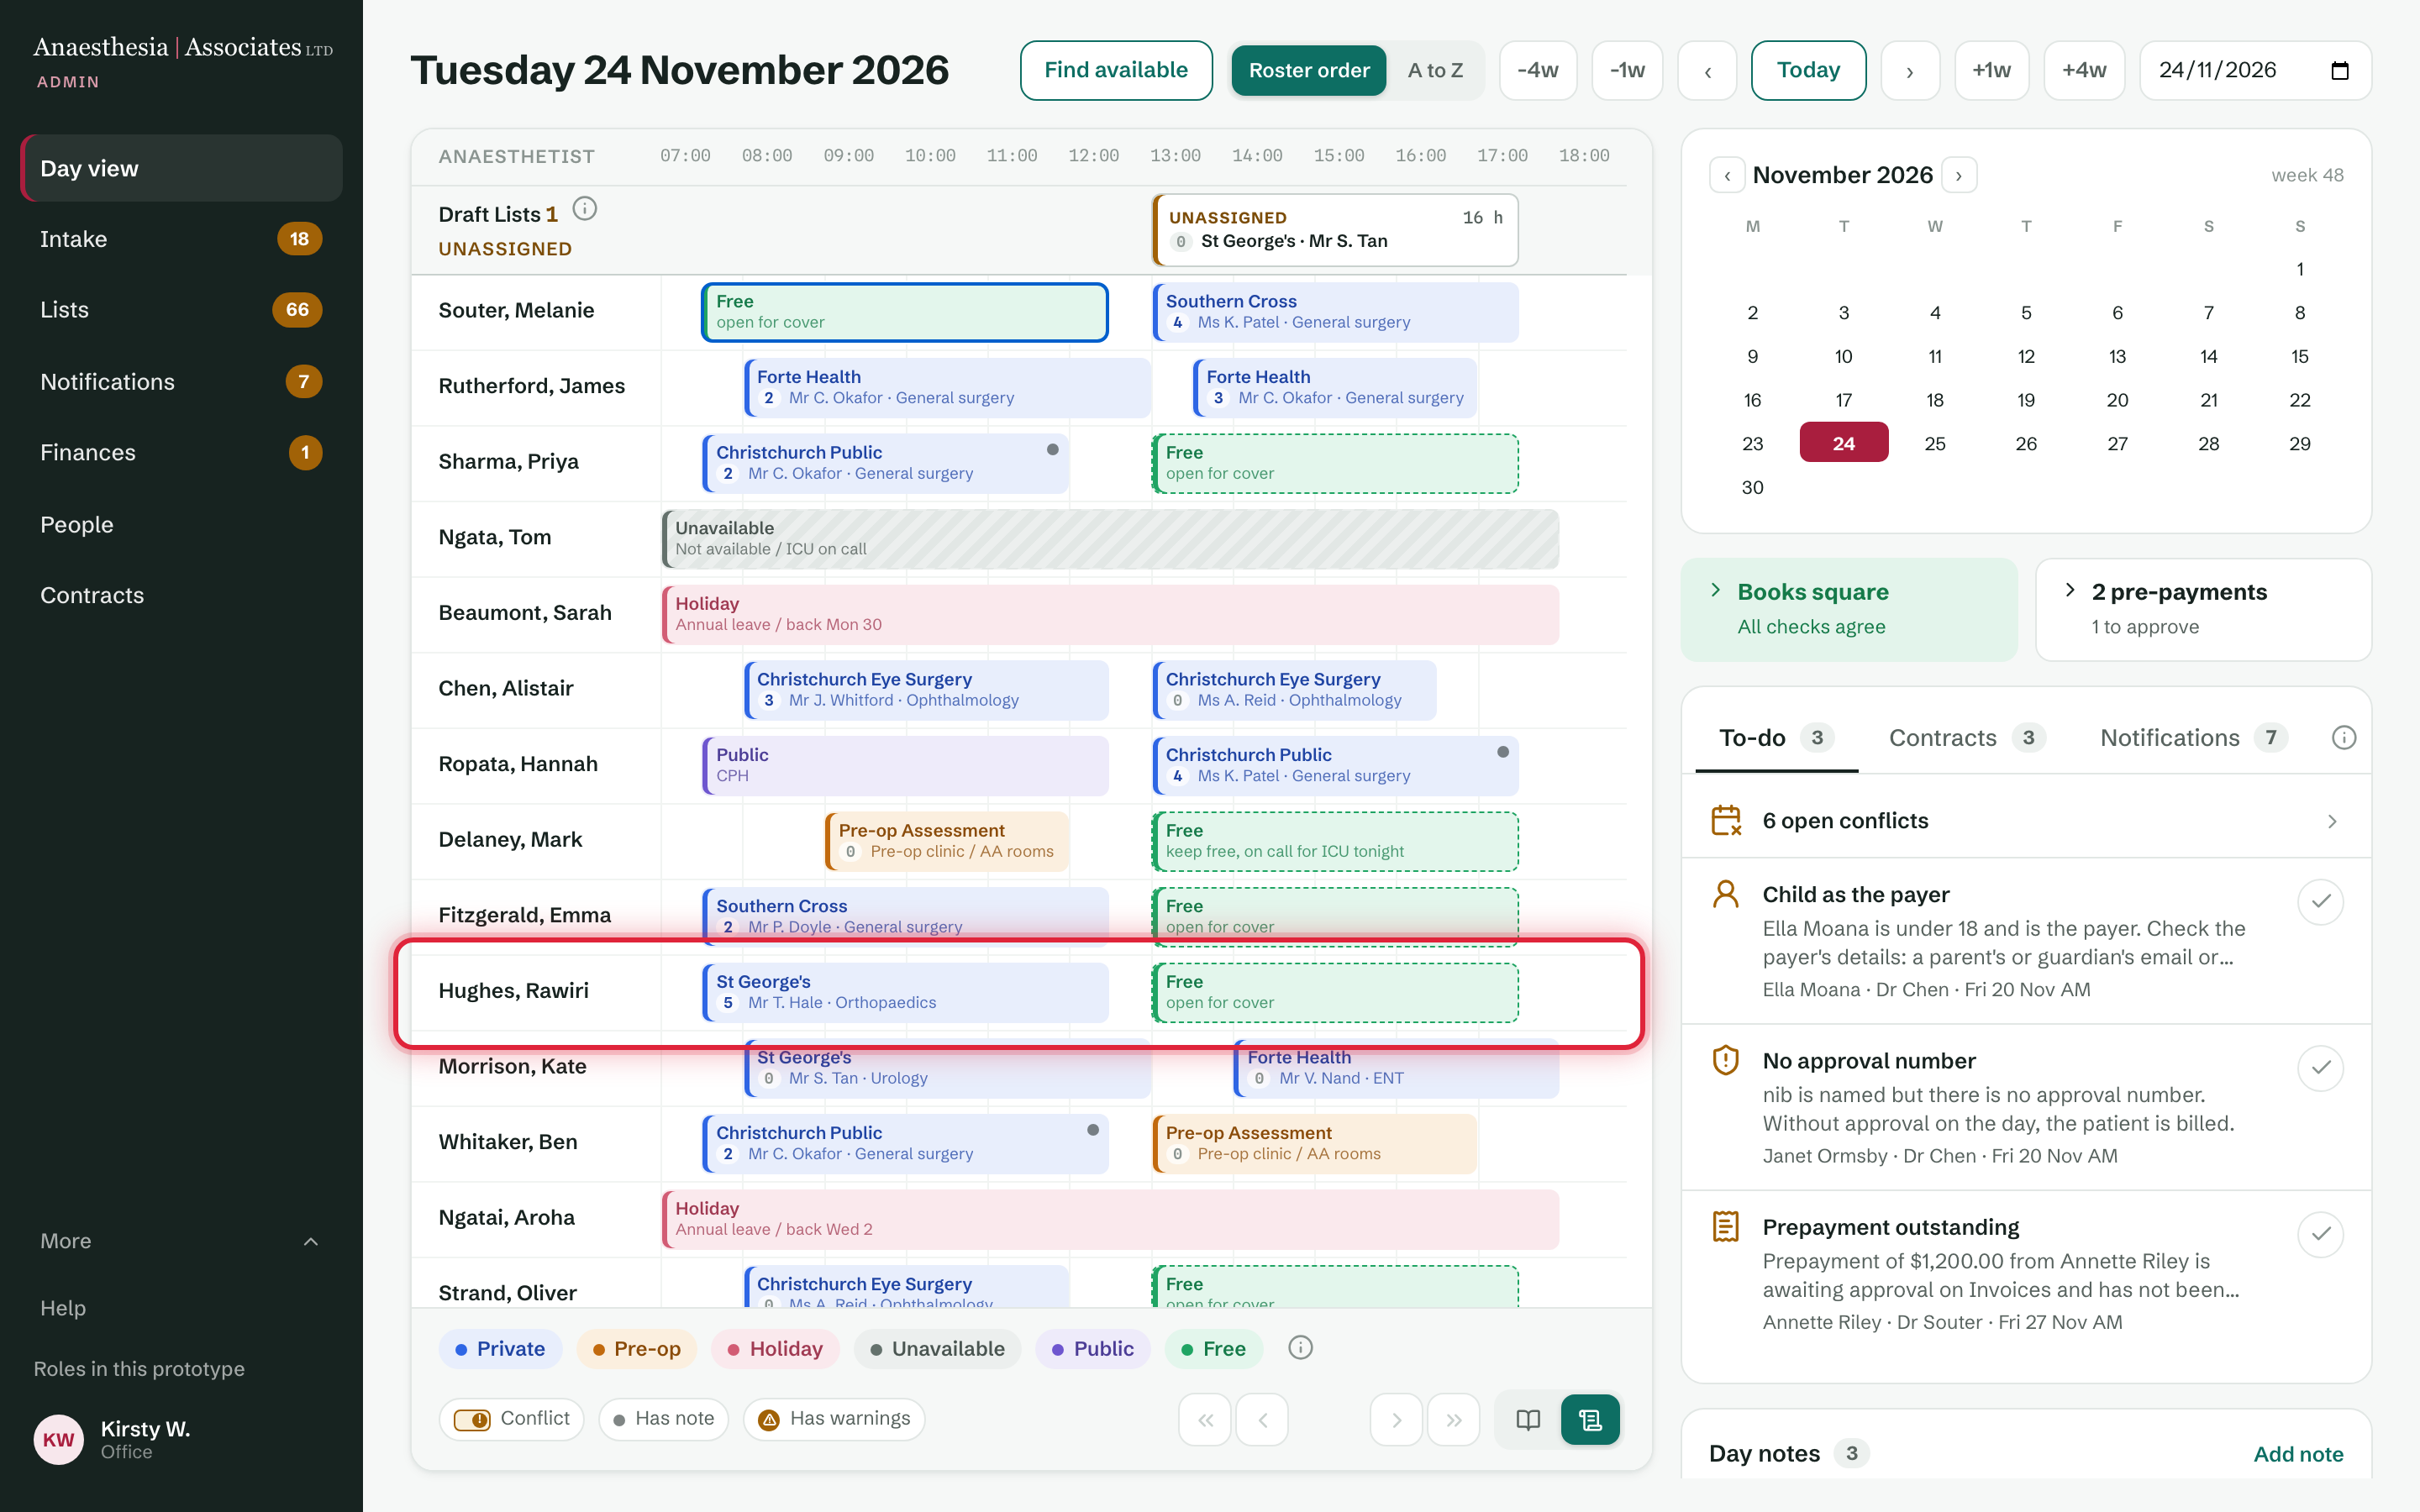 Anaesthesia | Associates LTD
ADMIN
Day view
Intake 18
Lists 66
Notifications 7
Finances 1
People
Contracts
More
Help
Roles in this prototype
KW
Kirsty W.
Office
Tuesday 24 November 2026
Find available
Roster order
A to Z
-4w
-1w
‹
Today
›
+1w
+4w
24/11/2026
ANAESTHETIST 07:00 08:00 09:00 10:00 11:00 12:00 13:00 14:00 15:00 16:00 17:00 18:00
Draft Lists 1
UNASSIGNED
UNASSIGNED 16 h
0 St George's · Mr S. Tan
Souter, Melanie
Free
open for cover
Southern Cross
4 Ms K. Patel · General surgery
Rutherford, James
Forte Health
2 Mr C. Okafor · General surgery
Forte Health
3 Mr C. Okafor · General surgery
Sharma, Priya
Christchurch Public
2 Mr C. Okafor · General surgery
Free
open for cover
Ngata, Tom
Unavailable
Not available / ICU on call
Beaumont, Sarah
Holiday
Annual leave / back Mon 30
Chen, Alistair
Christchurch Eye Surgery
3 Mr J. Whitford · Ophthalmology
Christchurch Eye Surgery
0 Ms A. Reid · Ophthalmology
Ropata, Hannah
Public
CPH
Christchurch Public
4 Ms K. Patel · General surgery
Delaney, Mark
Pre-op Assessment
0 Pre-op clinic / AA rooms
Free
keep free, on call for ICU tonight
Fitzgerald, Emma
Southern Cross
2 Mr P. Doyle · General surgery
Free
open for cover
Hughes, Rawiri
St George's
5 Mr T. Hale · Orthopaedics
Free
open for cover
Morrison, Kate
St George's
0 Mr S. Tan · Urology
Forte Health
0 Mr V. Nand · ENT
Whitaker, Ben
Christchurch Public
2 Mr C. Okafor · General surgery
Pre-op Assessment
0 Pre-op clinic / AA rooms
Ngatai, Aroha
Holiday
Annual leave / back Wed 2
Strand, Oliver
Christchurch Eye Surgery
0 Ms A. Reid · Ophthalmology
Free
open for cover
Private
Pre-op
Holiday
Unavailable
Public
Free
Conflict
Has note
Has warnings
‹ November 2026 › week 48
M T W T F S S
1
2 3 4 5 6 7 8
9 10 11 12 13 14 15
16 17 18 19 20 21 22
23 24 25 26 27 28 29
30
Books square
All checks agree
2 pre-payments
1 to approve
To-do 3
Contracts 3
Notifications 7
6 open conflicts
Child as the payer
Ella Moana is under 18 and is the payer. Check the
payer's details: a parent's or guardian's email or...
Ella Moana · Dr Chen · Fri 20 Nov AM
No approval number
nib is named but there is no approval number.
Without approval on the day, the patient is billed.
Janet Ormsby · Dr Chen · Fri 20 Nov AM
Prepayment outstanding
Prepayment of $1,200.00 from Annette Riley is
awaiting approval on Invoices and has not been...
Annette Riley · Dr Souter · Fri 27 Nov AM
Day notes 3
Add note